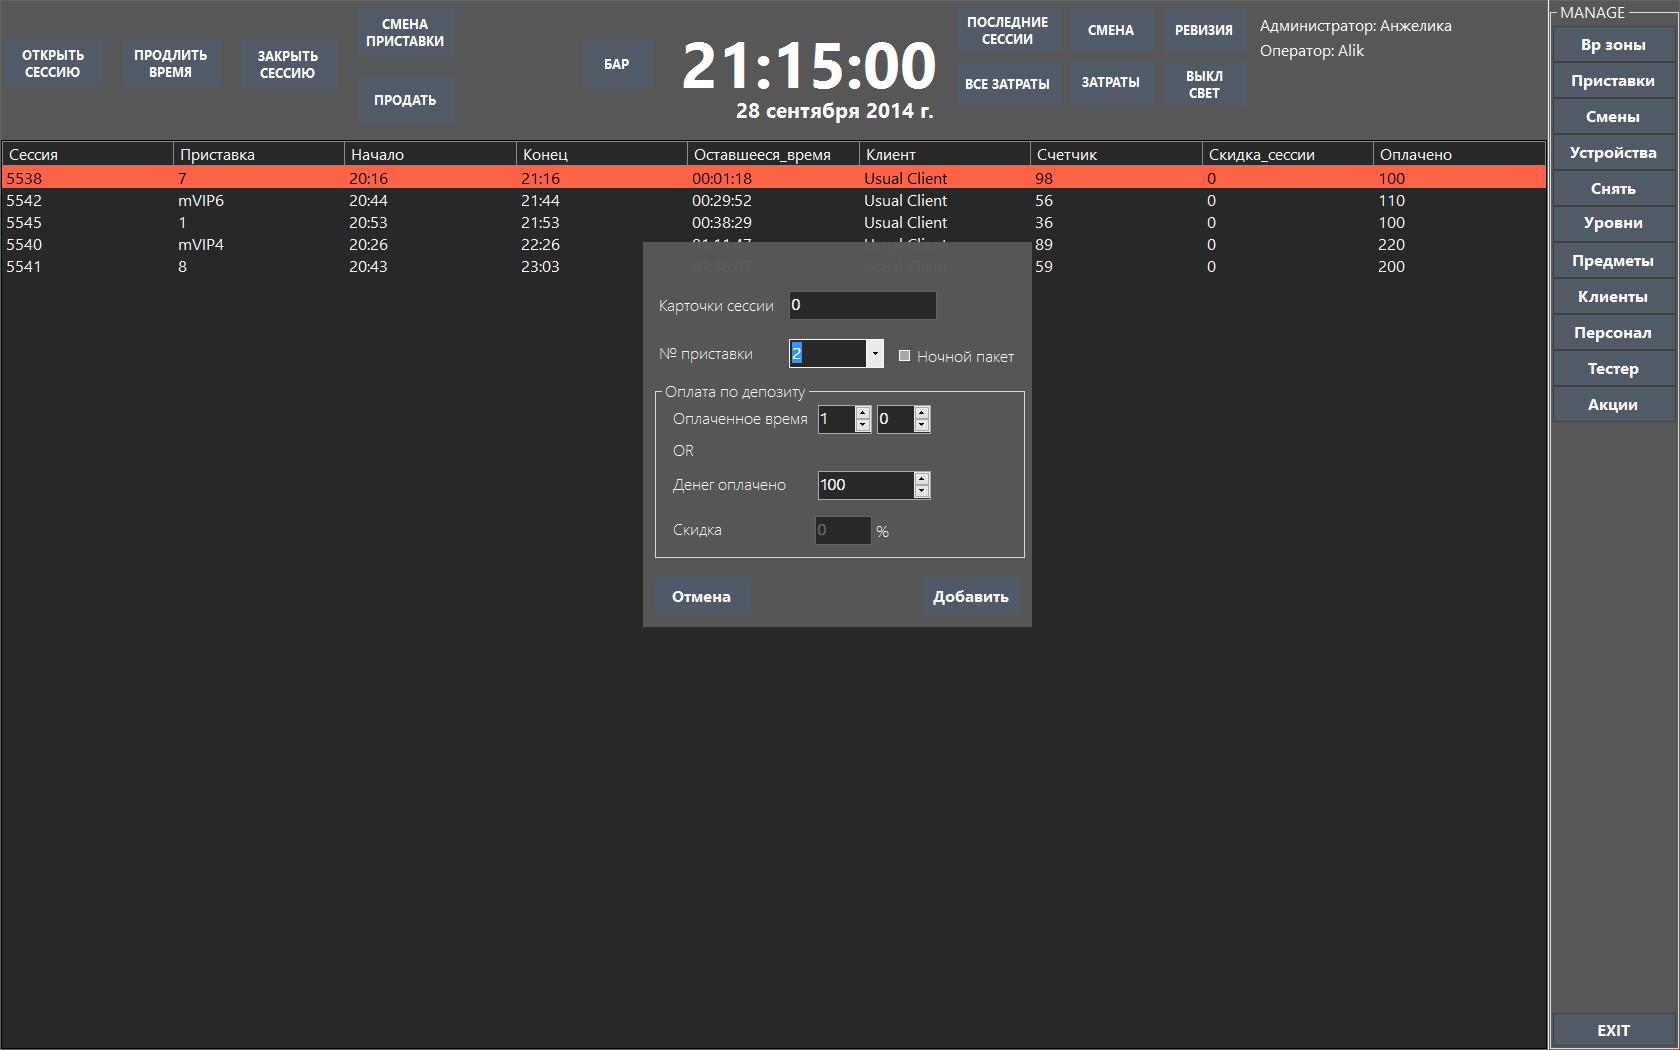 ОТКРЫТЬ
СЕССИЮ
ПРОДЛИТЬ
ВРЕМЯ
ЗАКРЫТЬ
СЕССИЮ
СМЕНА
ПРИСТАВКИ
ПРОДАТЬ
БАР
21:15:00
28 сентября 2014 г.
ПОСЛЕДНИЕ
СЕССИИ
СМЕНА
РЕВИЗИЯ
ВСЕ ЗАТРАТЫ
ЗАТРАТЫ
ВЫКЛ
СВЕТ
Администратор: Анжелика
Оператор: Alik
Сессия Приставка Начало Конец Оставшееся_время Клиент Счетчик Скидка_сессии Оплачено
5538 7 20:16 21:16 00:01:18 Usual Client 98 0 100
5542 mVIP6 20:44 21:44 00:29:52 Usual Client 56 0 110
5545 1 20:53 21:53 00:38:29 Usual Client 36 0 100
5540 mVIP4 20:26 22:26 Usual Client 89 0 220
5541 8 20:43 23:03 Usual Client 59 0 200
Карточки сессии 0
№ приставки 2 Ночной пакет
Оплата по депозиту
Оплаченное время 1 0
OR
Денег оплачено 100
Скидка 0 %
Отмена Добавить
MANAGE
Вр зоны
Приставки
Смены
Устройства
Снять
Уровни
Предметы
Клиенты
Персонал
Тестер
Акции
EXIT